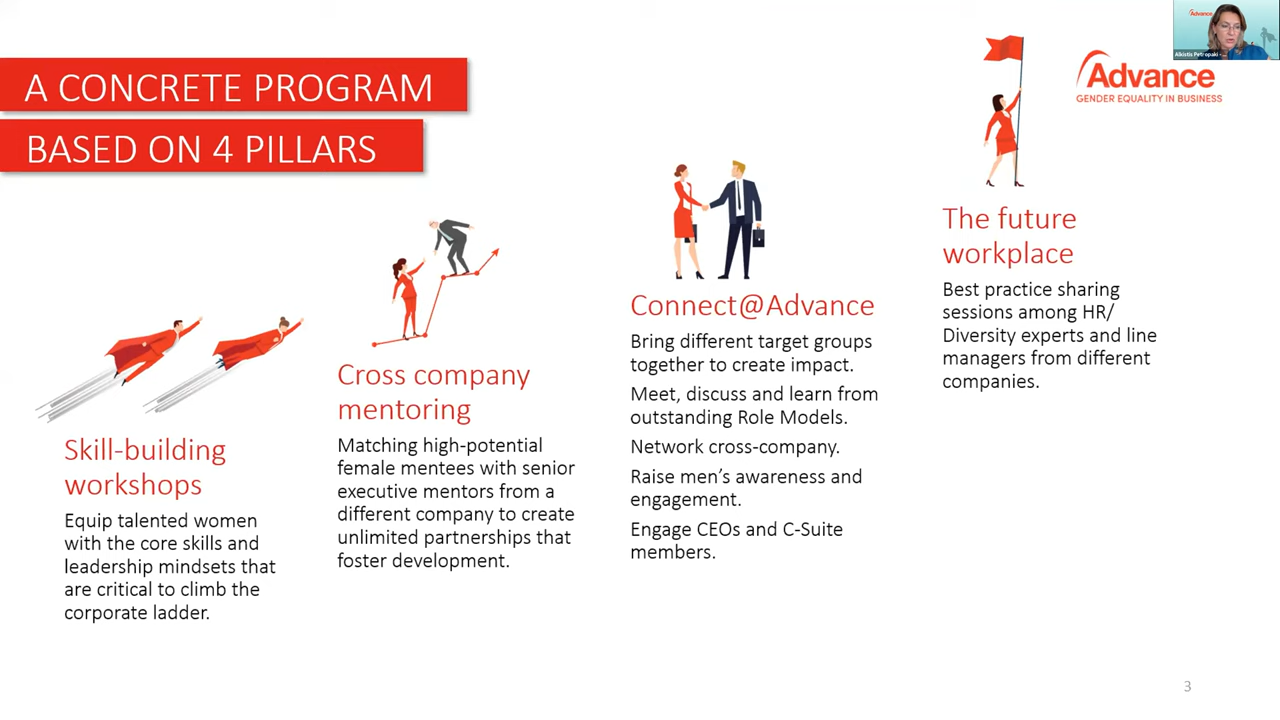 A CONCRETE PROGRAM
BASED ON 4 PILLARS
Advance
Alkistis Petropaki -...
Advance
GENDER EQUALITY IN BUSINESS
Skill-building
workshops
Equip talented women
with the core skills and
leadership mindsets that
are critical to climb the
corporate ladder.
Cross company
mentoring
Matching high-potential
female mentees with senior
executive mentors from a
different company to create
unlimited partnerships that
foster development.
Connect@Advance
Bring different target groups
together to create impact.
Meet, discuss and learn from
outstanding Role Models.
Network cross-company.
Raise men’s awareness and
engagement.
Engage CEOs and C-Suite
members.
The future
workplace
Best practice sharing
sessions among HR/
Diversity experts and line
managers from different
companies.
3